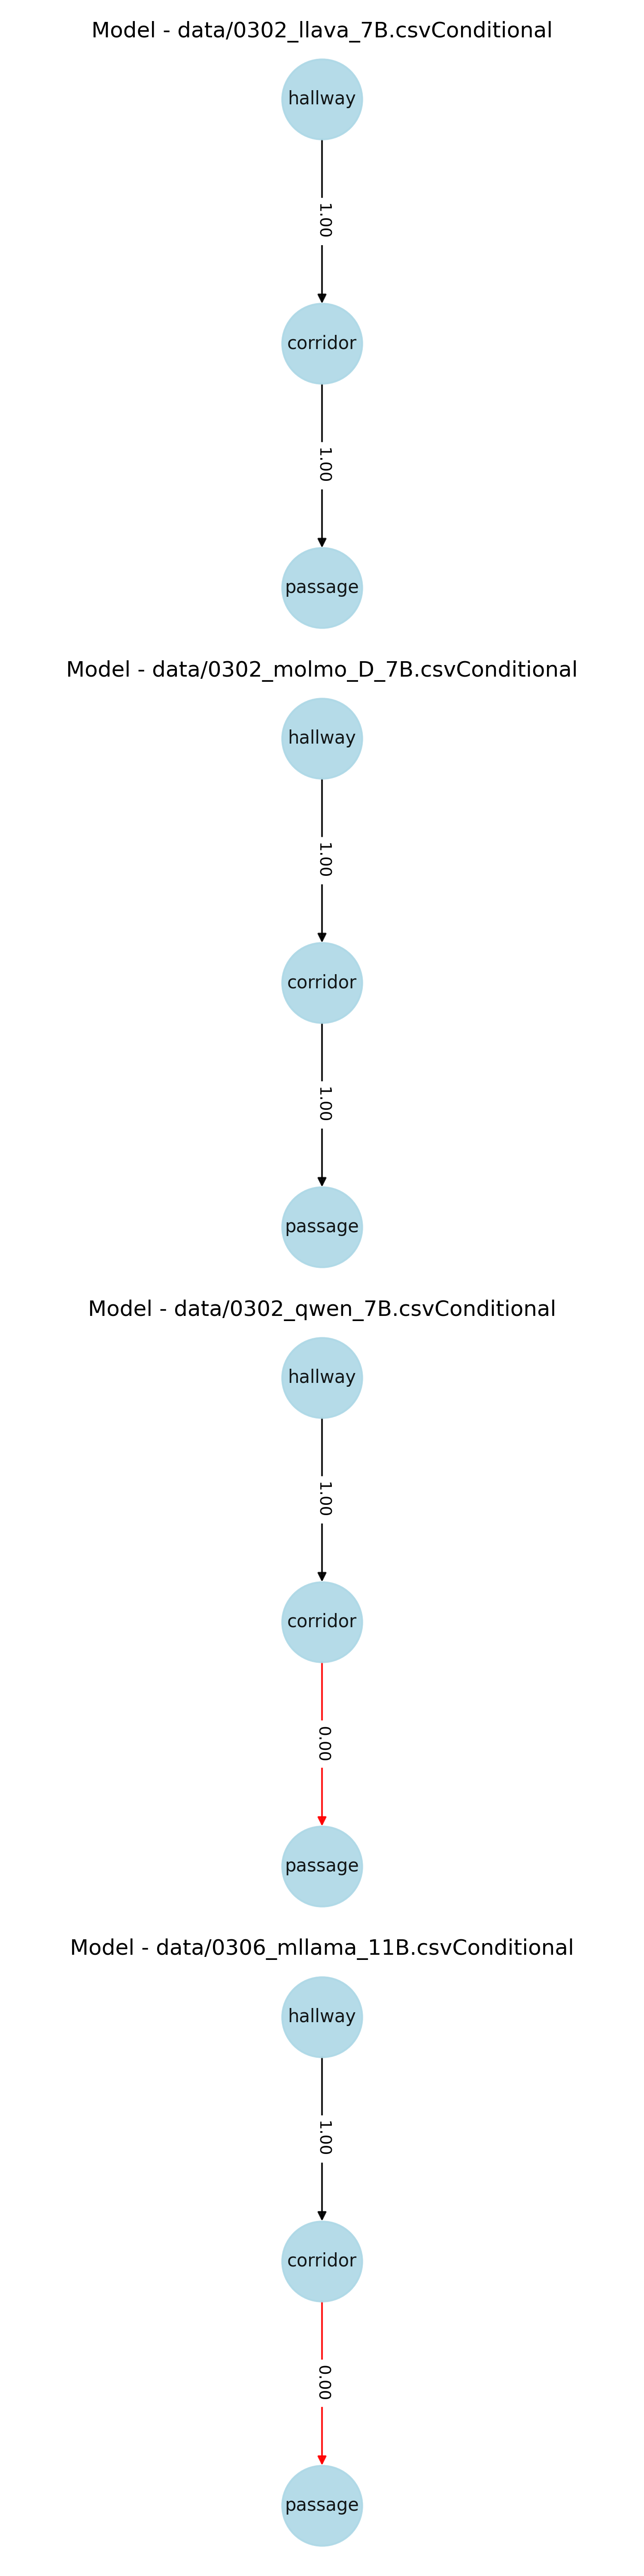 Model - data/0302_llava_7B.csvConditional
hallway
1.00
corridor
1.00
passage
Model - data/0302_molmo_D_7B.csvConditional
hallway
1.00
corridor
1.00
passage
Model - data/0302_qwen_7B.csvConditional
hallway
1.00
corridor
0.00
passage
Model - data/0306_mllama_11B.csvConditional
hallway
1.00
corridor
0.00
passage